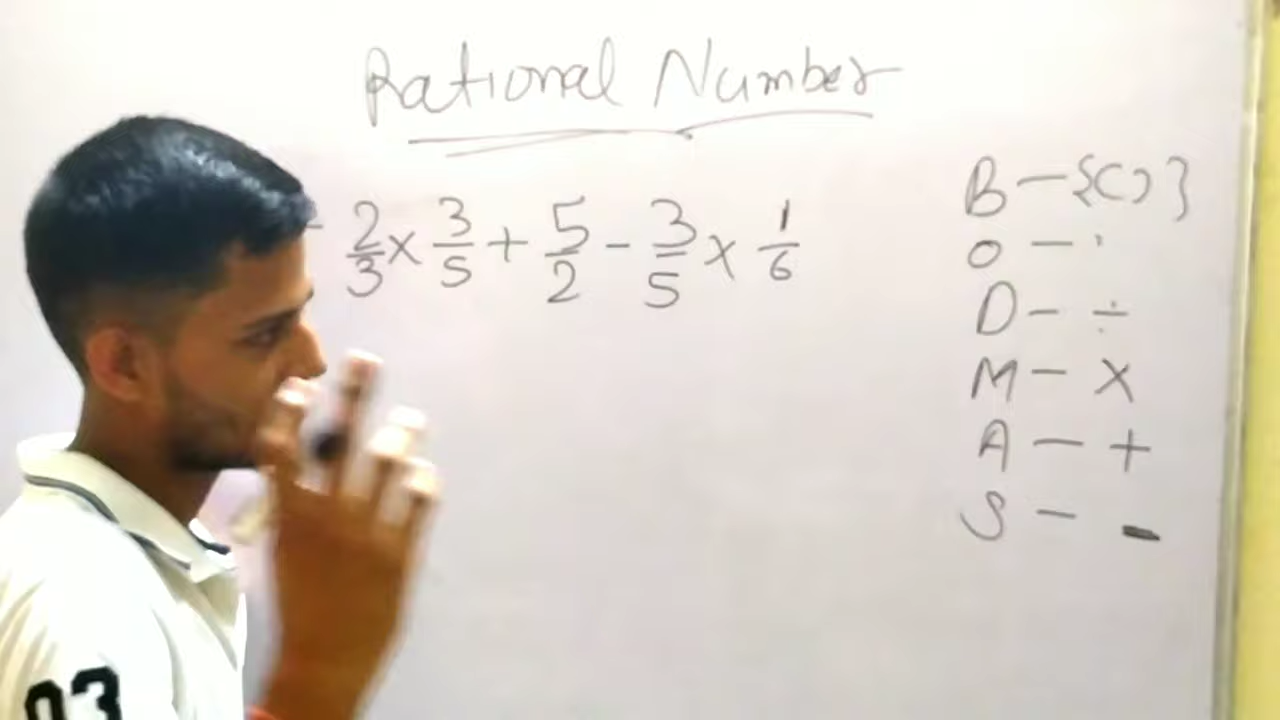 Rational Number
- 2/3 x 3/5 + 5/2 - 3/5 x 1/6
B - {( )}
O - '
D - ÷
M - x
A - +
S - -
03